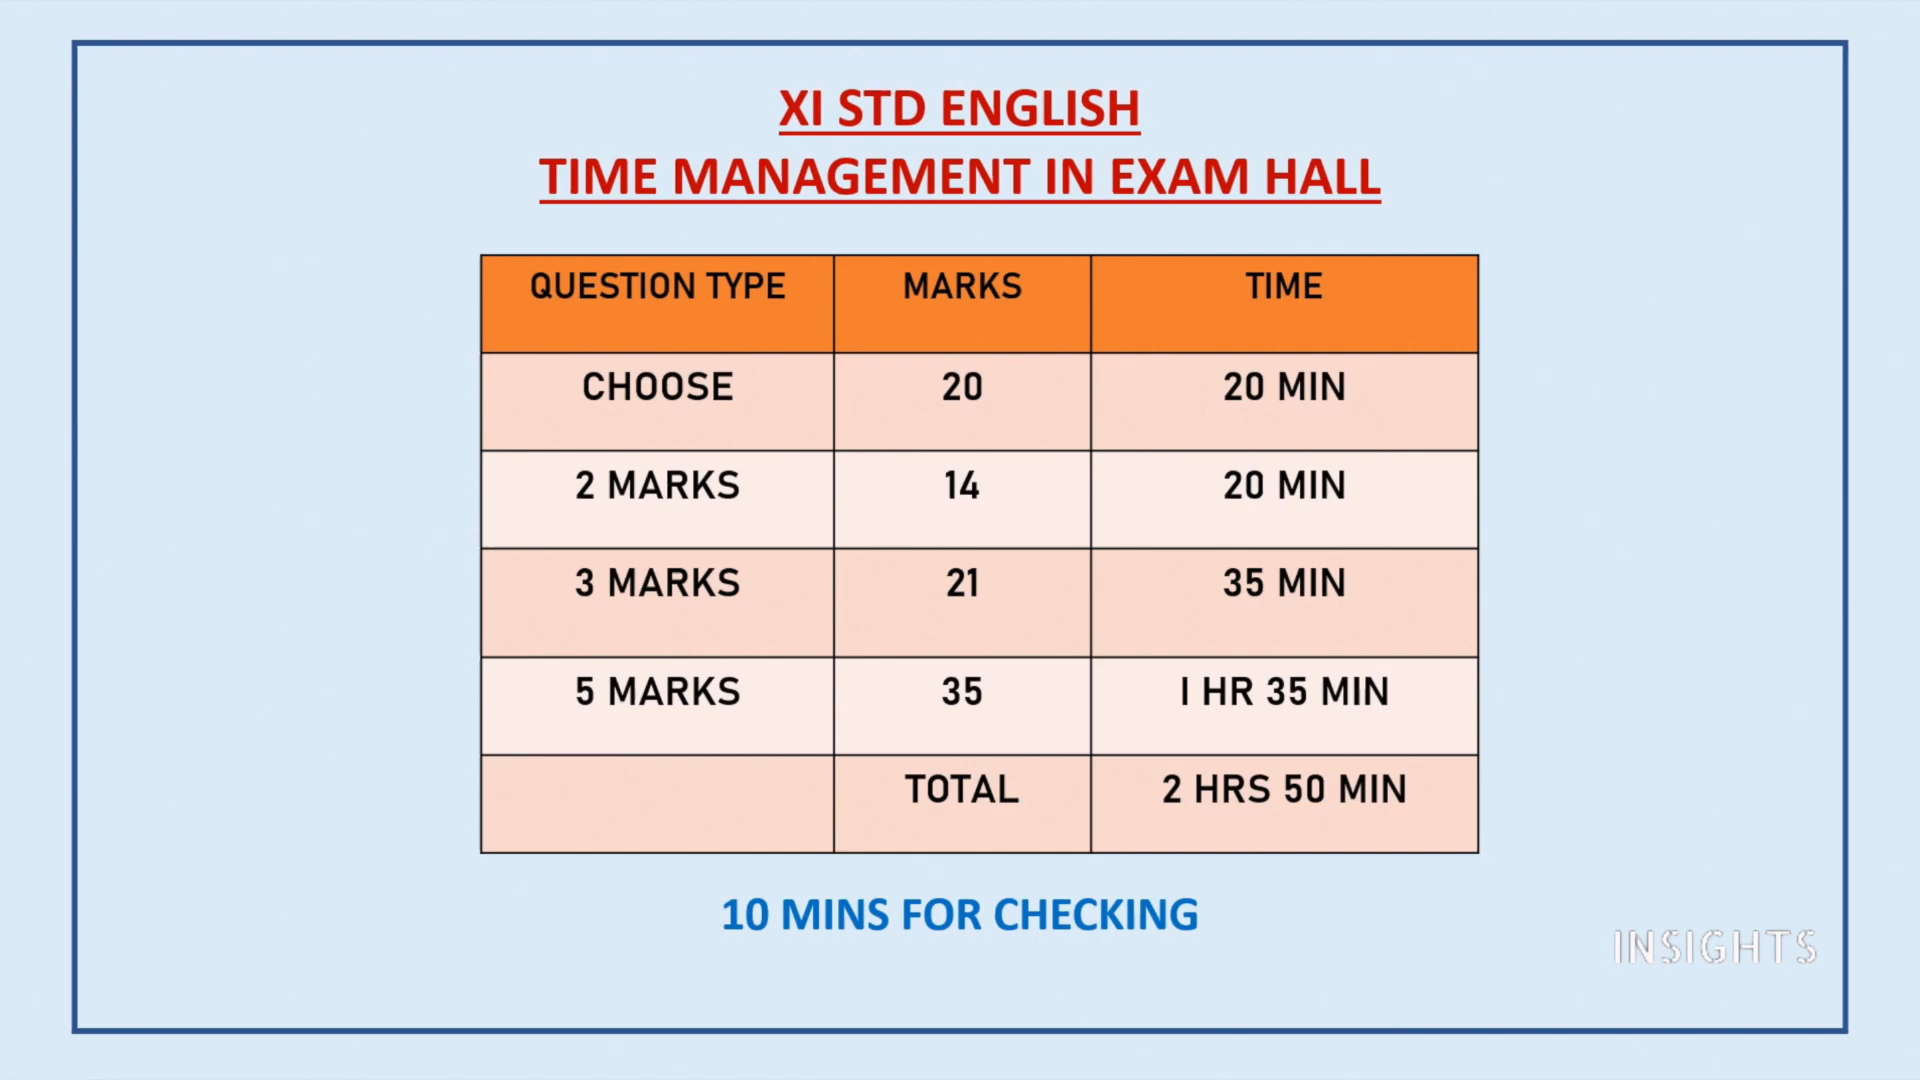 XI STD ENGLISH
TIME MANAGEMENT IN EXAM HALL
QUESTION TYPE MARKS TIME
CHOOSE 20 20 MIN
2 MARKS 14 20 MIN
3 MARKS 21 35 MIN
5 MARKS 35 I HR 35 MIN
TOTAL 2 HRS 50 MIN
10 MINS FOR CHECKING
INSIGHTS